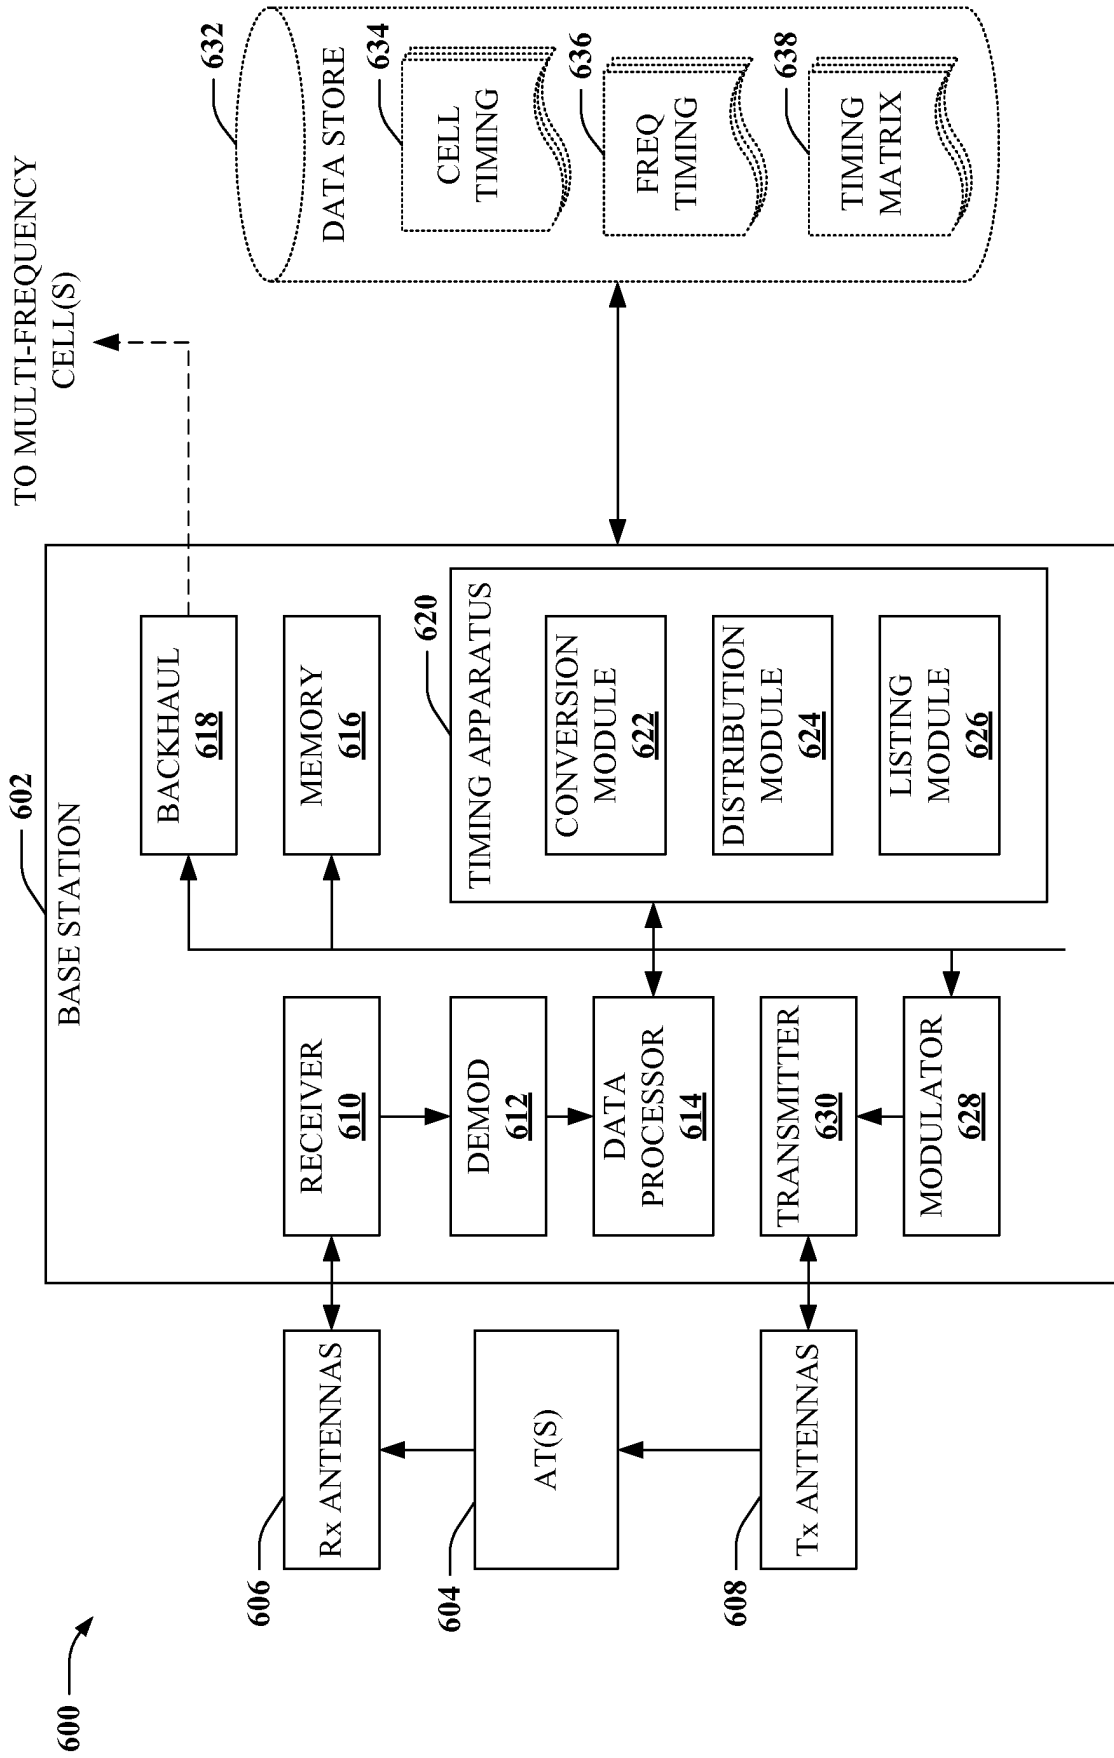 600
602
BASE STATION
TO MULTI-FREQUENCY
CELL(S)
606
Rx ANTENNAS
604
AT(S)
608
Tx ANTENNAS
RECEIVER
610
DEMOD
612
DATA
PROCESSOR
614
TRANSMITTER
630
MODULATOR
628
BACKHAUL
618
MEMORY
616
620
TIMING APPARATUS
CONVERSION
MODULE
622
DISTRIBUTION
MODULE
624
LISTING
MODULE
626
632
DATA STORE
634
CELL
TIMING
636
FREQ
TIMING
638
TIMING
MATRIX